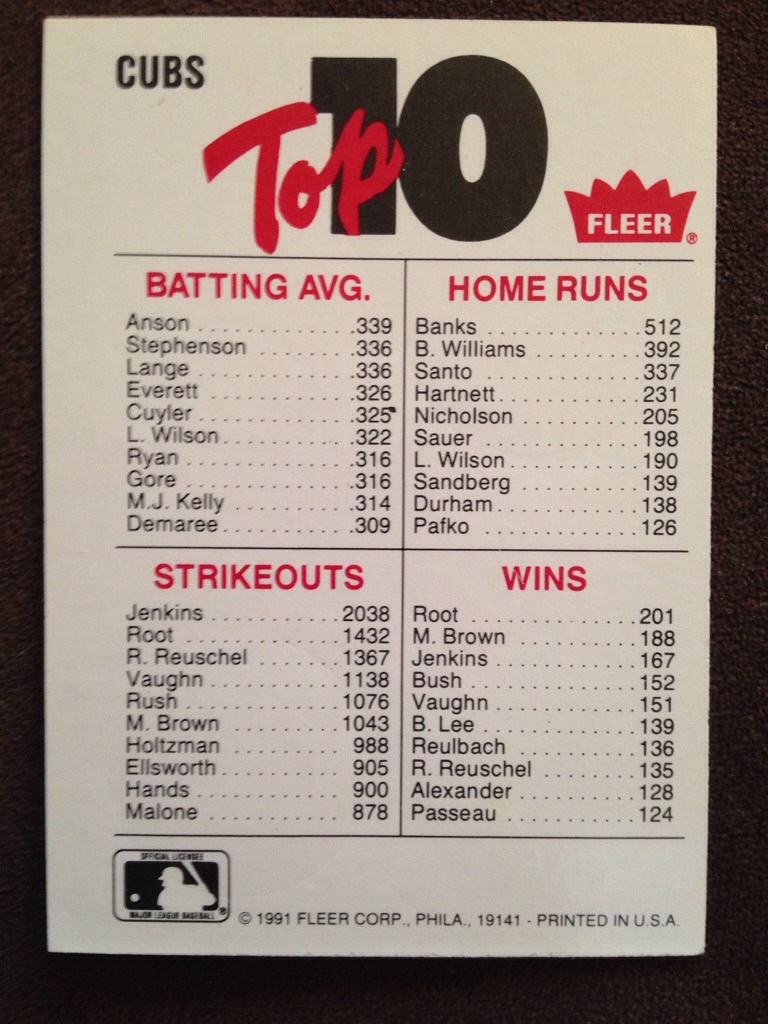 CUBS
Top 10
FLEER®
BATTING AVG.
Anson . . . . . . . . . . . . .339
Stephenson . . . . . . . .336
Lange . . . . . . . . . . . . .336
Everett . . . . . . . . . . . .326
Cuyler . . . . . . . . . . . . .325
L. Wilson . . . . . . . . . . .322
Ryan . . . . . . . . . . . . . .316
Gore . . . . . . . . . . . . . .316
M.J. Kelly . . . . . . . . . .314
Demaree . . . . . . . . . . .309
HOME RUNS
Banks . . . . . . . . . . . . 512
B. Williams . . . . . . . . 392
Santo . . . . . . . . . . . . 337
Hartnett . . . . . . . . . . . 231
Nicholson . . . . . . . . . 205
Sauer . . . . . . . . . . . . 198
L. Wilson . . . . . . . . . . 190
Sandberg . . . . . . . . . 139
Durham . . . . . . . . . . . 138
Pafko . . . . . . . . . . . . 126
STRIKEOUTS
Jenkins . . . . . . . . . . 2038
Root . . . . . . . . . . . . 1432
R. Reuschel . . . . . . 1367
Vaughn . . . . . . . . . . 1138
Rush . . . . . . . . . . . . 1076
M. Brown . . . . . . . . . 1043
Holtzman . . . . . . . . . 988
Ellsworth . . . . . . . . . . 905
Hands . . . . . . . . . . . . 900
Malone . . . . . . . . . . . 878
WINS
Root . . . . . . . . . . . . . 201
M. Brown . . . . . . . . . . 188
Jenkins . . . . . . . . . . . 167
Bush . . . . . . . . . . . . . 152
Vaughn . . . . . . . . . . . 151
B. Lee . . . . . . . . . . . . 139
Reulbach . . . . . . . . . . 136
R. Reuschel . . . . . . . 135
Alexander . . . . . . . . . 128
Passeau . . . . . . . . . . 124
OFFICIAL LICENSEE
MAJOR LEAGUE BASEBALL®
© 1991 FLEER CORP., PHILA., 19141 - PRINTED IN U.S.A.